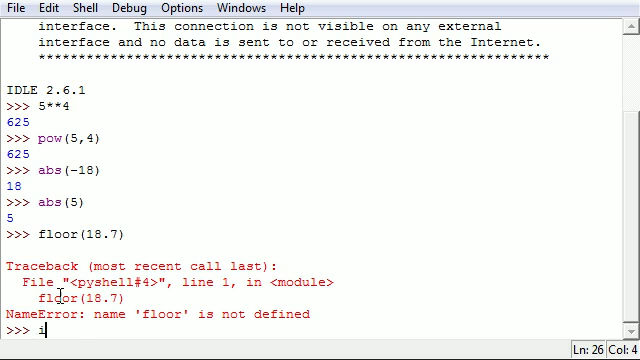 File Edit Shell Debug Options Windows Help
interface. This connection is not visible on any external
interface and no data is sent to or received from the Internet.
****************************************************************
IDLE 2.6.1
>>> 5**4
625
>>> pow(5,4)
625
>>> abs(-18)
18
>>> abs(5)
5
>>> floor(18.7)
Traceback (most recent call last):
File "<pyshell#4>", line 1, in <module>
floor(18.7)
NameError: name 'floor' is not defined
>>> i
Ln: 26 Col: 4